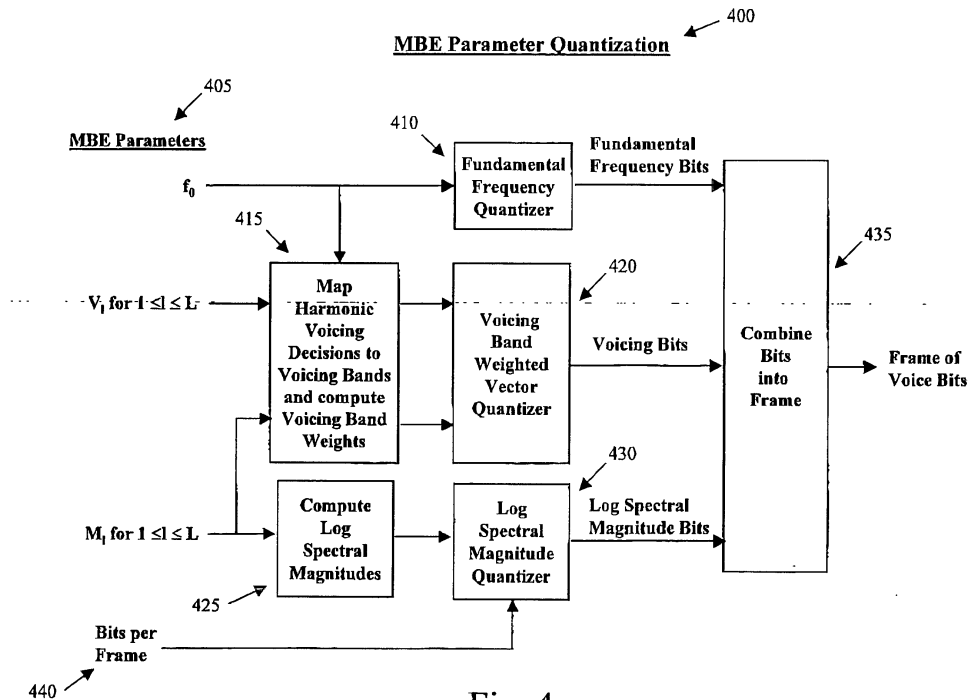 400
MBE Parameter Quantization
405
MBE Parameters
f₀
410
Fundamental
Frequency
Quantizer
Fundamental
Frequency Bits
415
Map
Harmonic
Voicing
Decisions to
Voicing Bands
and compute
Voicing Band
Weights
V₁ for 1 ≤l ≤ L
420
Voicing
Band
Weighted
Vector
Quantizer
Voicing Bits
435
Combine
Bits
into
Frame
Frame of
Voice Bits
M₁ for 1 ≤l ≤ L
425
Compute
Log
Spectral
Magnitudes
430
Log
Spectral
Magnitude
Quantizer
Log Spectral
Magnitude Bits
Bits per
Frame
440
Fig. 4